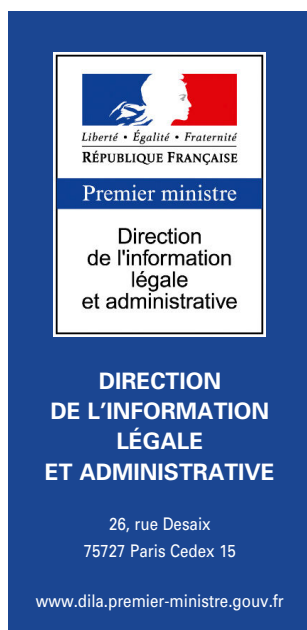 Liberté • Égalité • Fraternité
RÉPUBLIQUE FRANÇAISE
Premier ministre
Direction
de l'information
légale
et administrative
DIRECTION
DE L’INFORMATION
LÉGALE
ET ADMINISTRATIVE
26, rue Desaix
75727 Paris Cedex 15
www.dila.premier-ministre.gouv.fr